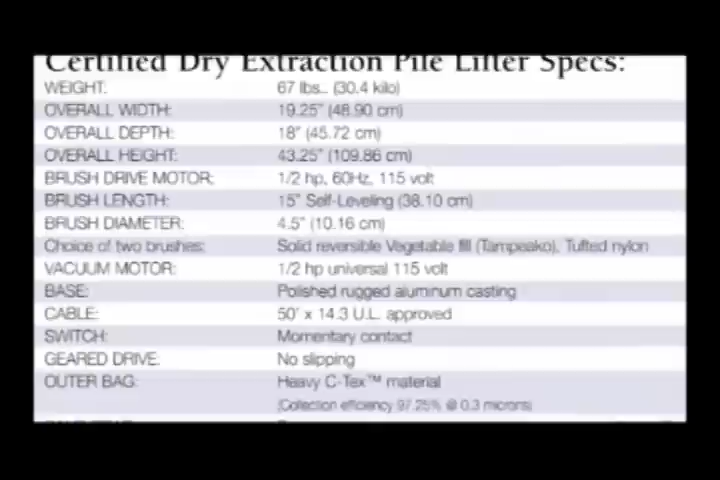 Certified Dry Extraction Pile Lifter Specs:
WEIGHT: 67 lbs.. (30.4 kilo)
OVERALL WIDTH: 19.25" (48.90 cm)
OVERALL DEPTH: 18" (45.72 cm)
OVERALL HEIGHT: 43.25" (109.86 cm)
BRUSH DRIVE MOTOR: 1/2 hp, 60Hz, 115 volt
BRUSH LENGTH: 15" Self-Leveling (38.10 cm)
BRUSH DIAMETER: 4.5" (10.16 cm)
Choice of two brushes: Solid reversible Vegetable fill (Tampeako), Tufted nylon
VACUUM MOTOR: 1/2 hp universal 115 volt
BASE: Polished rugged aluminum casting
CABLE: 50' x 14.3 U.L. approved
SWITCH: Momentary contact
GEARED DRIVE: No slipping
OUTER BAG: Heavy C-Tex™ material
(Collection efficiency 97.25% @ 0.3 microns)